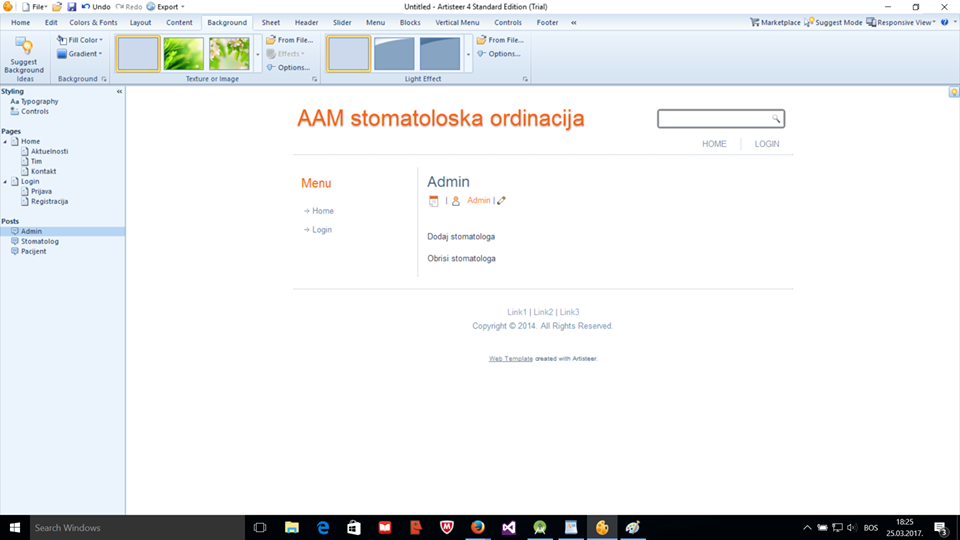 File
Undo
Redo
Export
Untitled - Artisteer 4 Standard Edition (Trial)
Home Edit Colors & Fonts Layout Content Background Sheet Header Slider Menu Blocks Vertical Menu Controls Footer
Marketplace Suggest Mode Responsive View
Suggest Background Ideas
Fill Color
Gradient
Background
From File...
Effects
Options...
Texture or Image
From File...
Options...
Light Effect
Styling
Typography
Controls
Pages
Home
Aktuelnosti
Tim
Kontakt
Login
Prijava
Registracija
Posts
Admin
Stomatolog
Pacijent
AAM stomatoloska ordinacija
HOME LOGIN
Menu
Home
Login
Admin
| Admin |
Dodaj stomatologa
Obrisi stomatologa
Link1 | Link2 | Link3
Copyright © 2014. All Rights Reserved.
Web Template created with Artisteer.
Search Windows
BOS
18:25
25.03.2017.
3